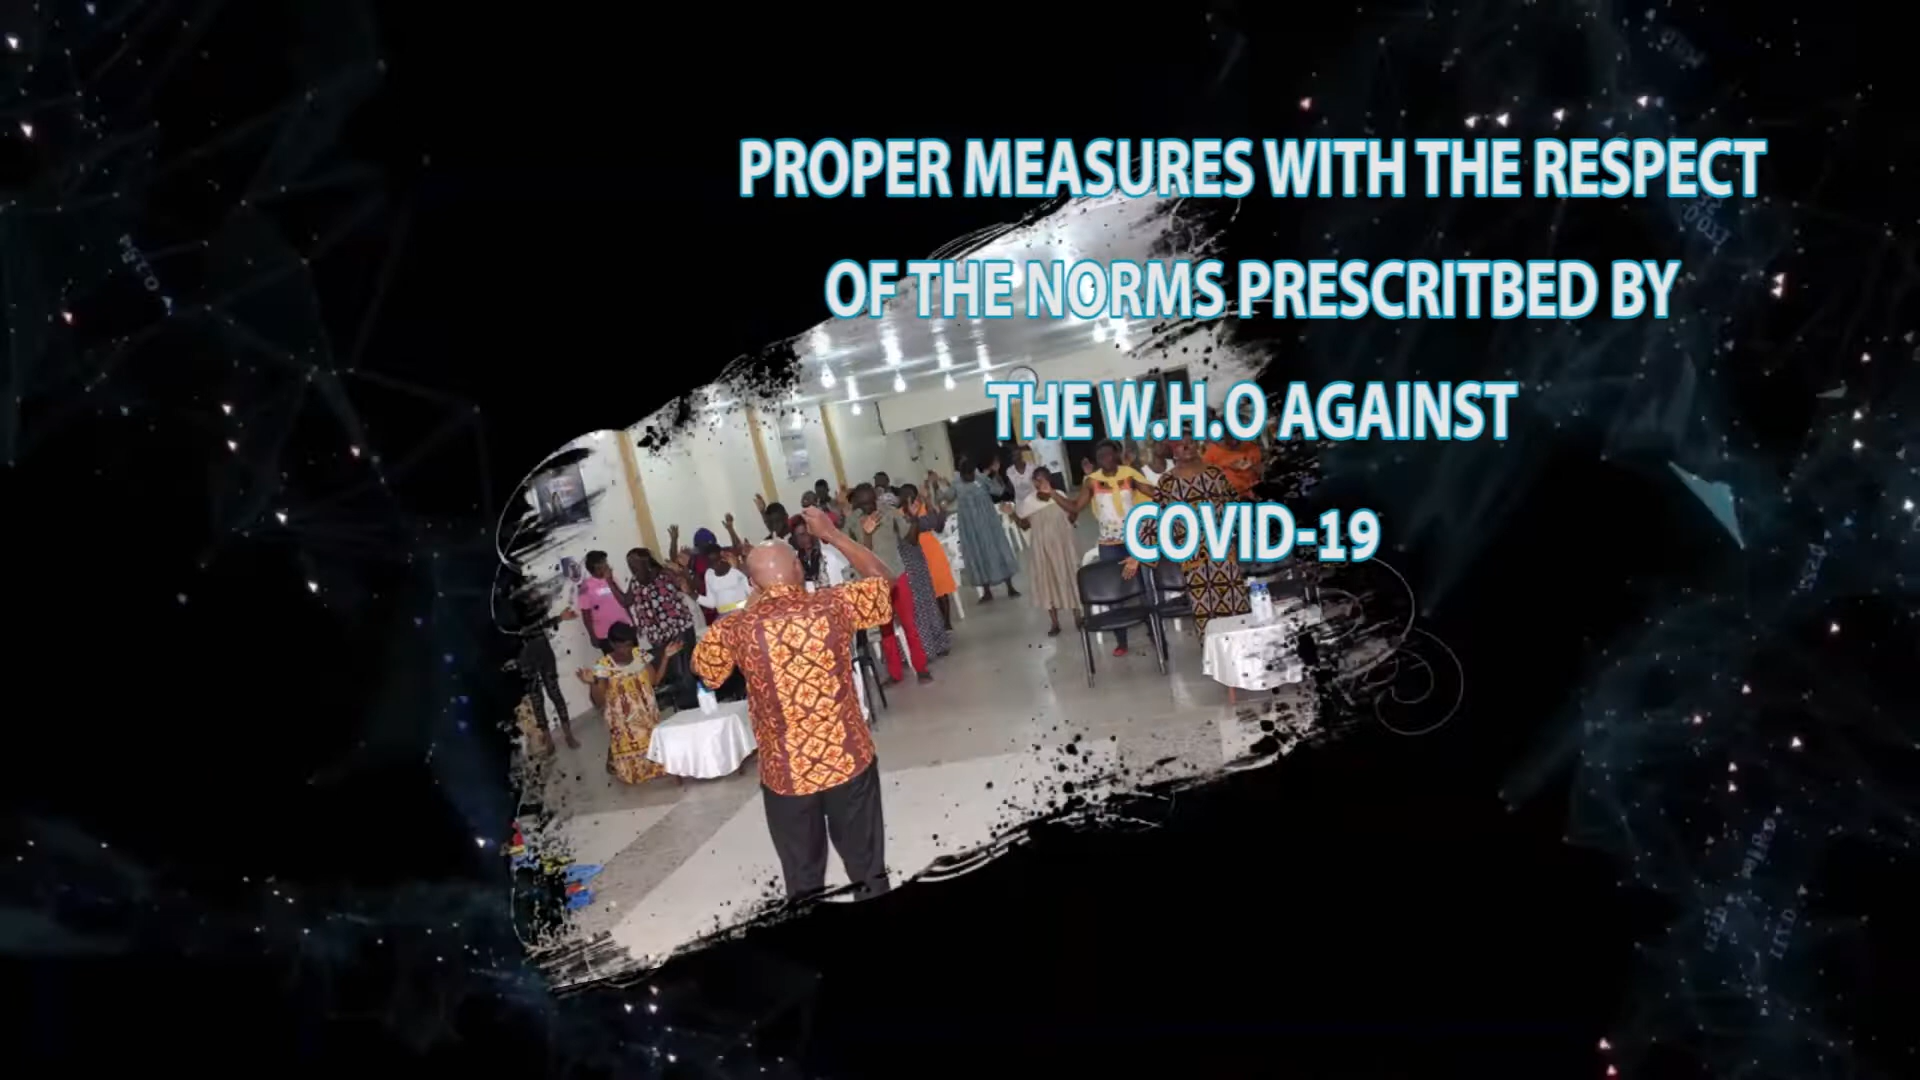 PROPER MEASURES WITH THE RESPECT
OF THE NORMS PRESCRITBED BY
THE W.H.O AGAINST
COVID-19